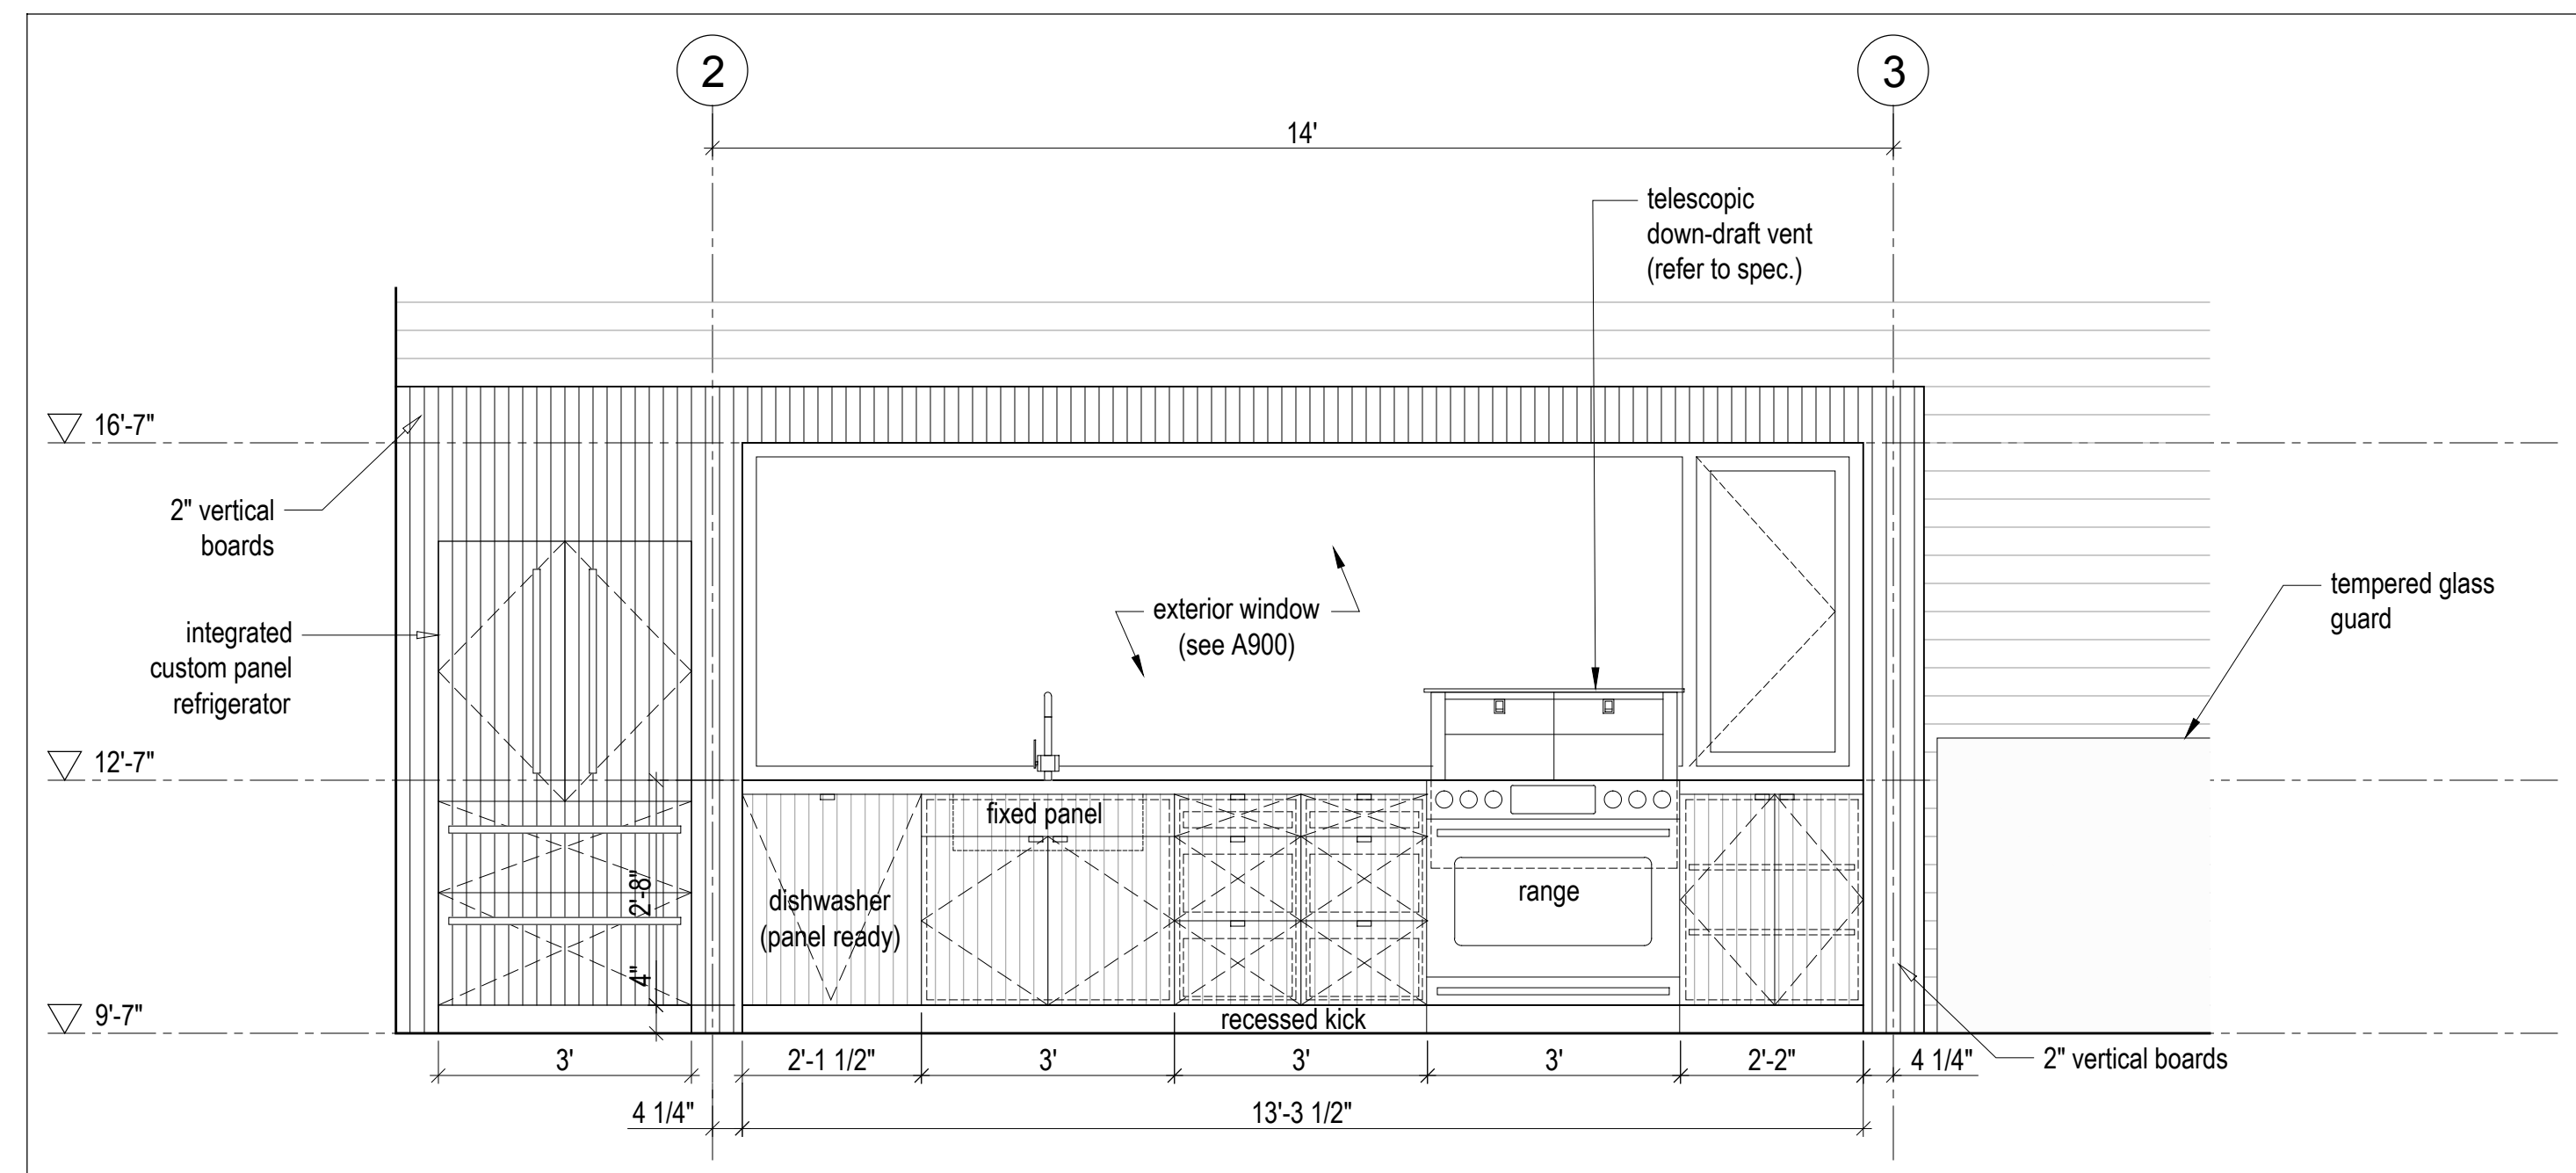 2
3
14'
telescopic
down-draft vent
(refer to spec.)
16'-7"
2" vertical
boards
exterior window
(see A900)
tempered glass
guard
integrated
custom panel
refrigerator
12'-7"
fixed panel
2'-8"
dishwasher
(panel ready)
range
4"
9'-7"
recessed kick
3'
2'-1 1/2"
3'
3'
3'
2'-2"
4 1/4"
2" vertical boards
4 1/4"
13'-3 1/2"